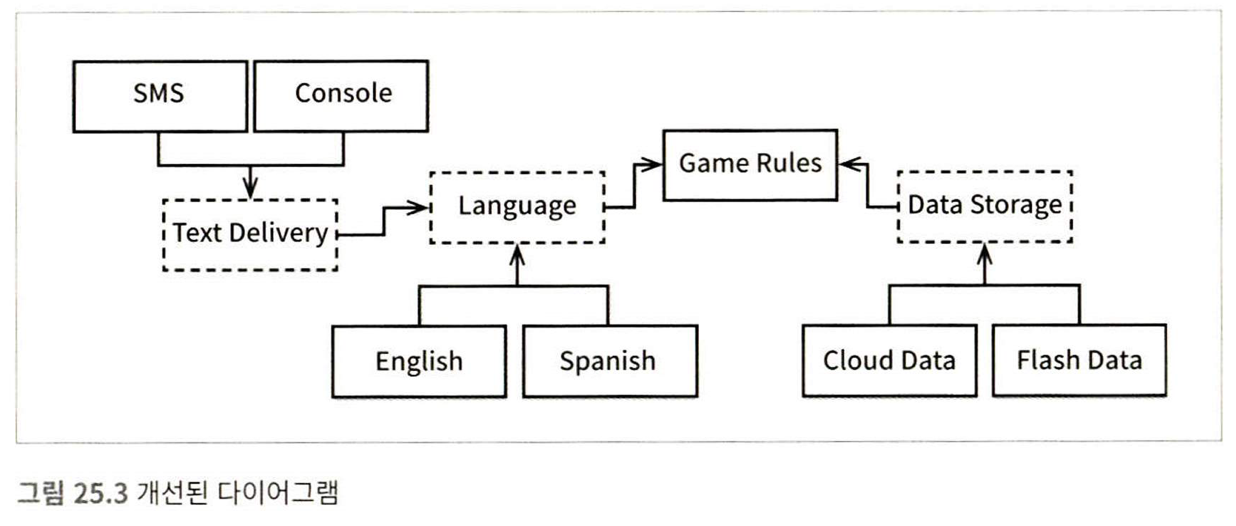 SMS
Console
Game Rules
Text Delivery
Language
Data Storage
English
Spanish
Cloud Data
Flash Data
그림 25.3 개선된 다이어그램